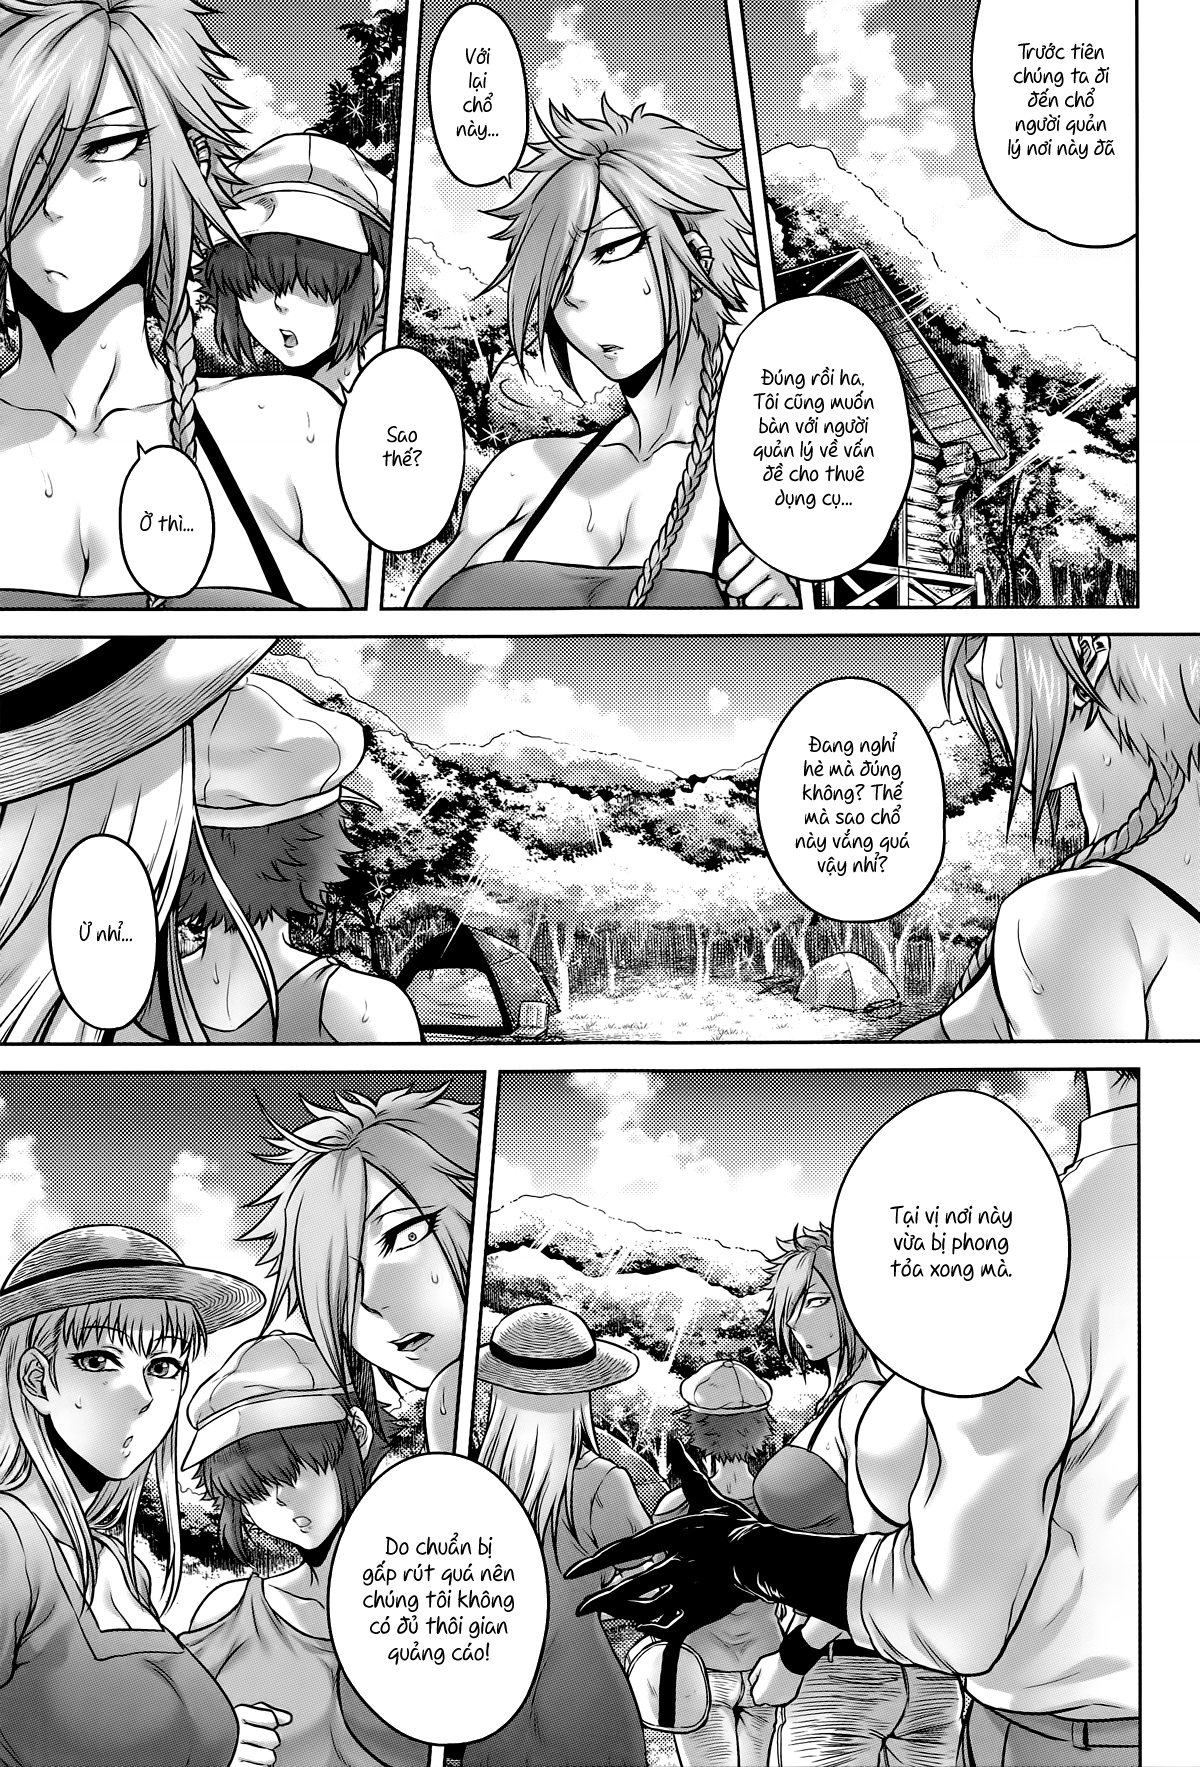 Trước tiên
chúng ta đi
đến chổ
người quản
lý nơi này đã
Đúng rồi ha,
Tôi cũng muốn
bàn với người
quản lý về vấn
đề cho thuê
dụng cụ...
Với
lại
chổ
này...
Sao
thế?
Ở thì...
Đang nghỉ
hè mà đúng
không? Thế
mà sao chổ
này vắng quá
vậy nhỉ?
Ừ nhỉ...
Tại vị nơi này
vừa bị phong
tỏa xong mà.
Do chuẩn bị
gấp rút quá nên
chúng tôi không
có đủ thôi gian
quảng cáo!